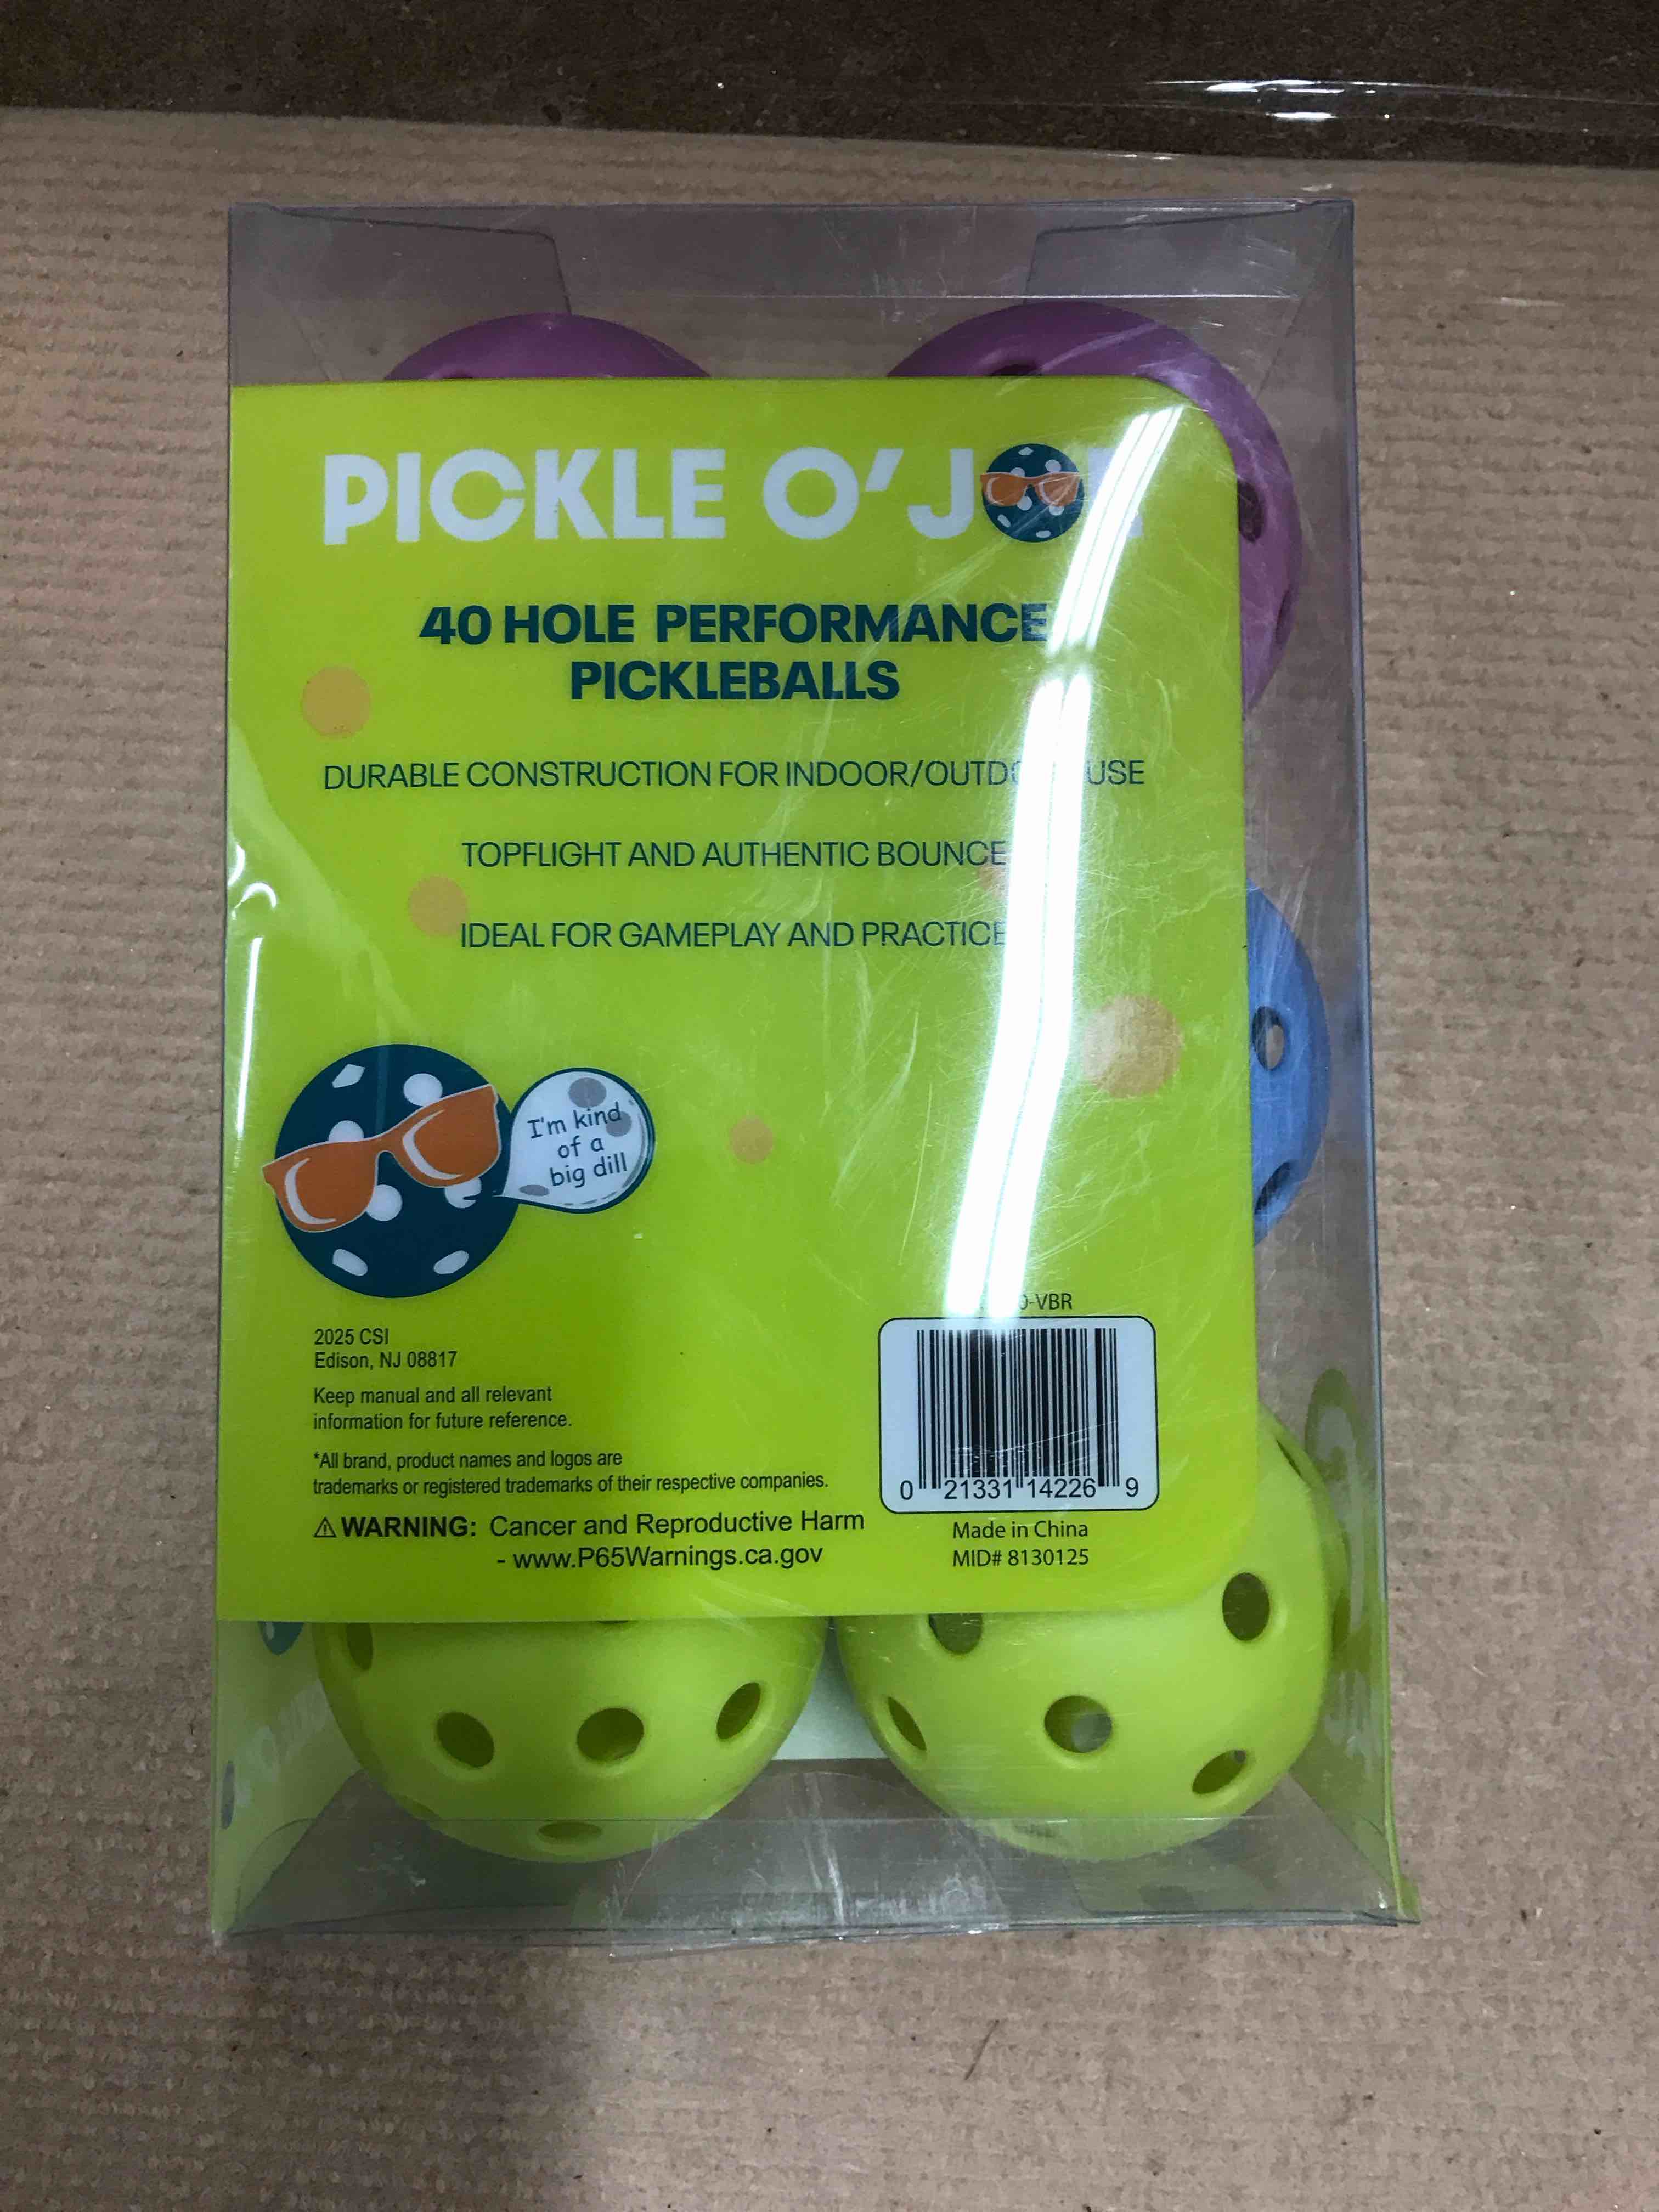 PICKLE O'JOE
40 HOLE PERFORMANCE
PICKLEBALLS
DURABLE CONSTRUCTION FOR INDOOR/OUTDOOR USE
TOPFLIGHT AND AUTHENTIC BOUNCE
IDEAL FOR GAMEPLAY AND PRACTICE
I'm kind
of a
big dill
-VBR
2025 CSI
Edison, NJ 08817
Keep manual and all relevant
information for future reference.
*All brand, product names and logos are
trademarks or registered trademarks of their respective companies.
⚠ WARNING: Cancer and Reproductive Harm
- www.P65Warnings.ca.gov
0 21331 14226 9
Made in China
MID# 8130125